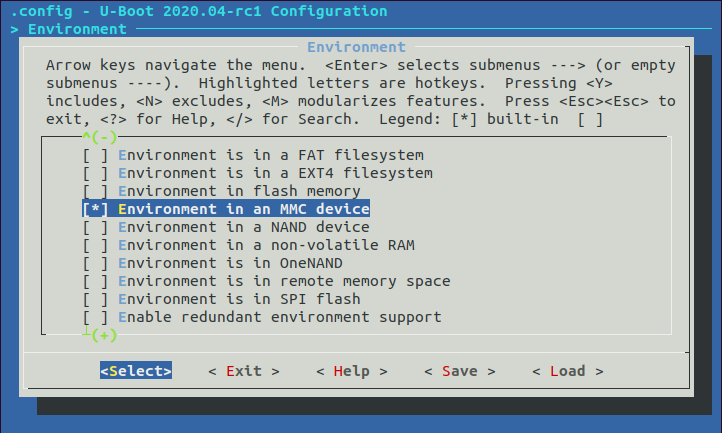 .config - U-Boot 2020.04-rc1 Configuration
> Environment
Environment
Arrow keys navigate the menu.  <Enter> selects submenus ---> (or empty
submenus ----).  Highlighted letters are hotkeys.  Pressing <Y>
includes, <N> excludes, <M> modularizes features.  Press <Esc><Esc> to
exit, <?> for Help, </> for Search.  Legend: [*] built-in  [ ]
^(-)
[ ] Environment is in a FAT filesystem
[ ] Environment is in a EXT4 filesystem
[ ] Environment in flash memory
[*] Environment in an MMC device
[ ] Environment in a NAND device
[ ] Environment in a non-volatile RAM
[ ] Environment is in OneNAND
[ ] Environment is in remote memory space
[ ] Environment is in SPI flash
[ ] Enable redundant environment support
┴(+)
<Select>    < Exit >    < Help >    < Save >    < Load >